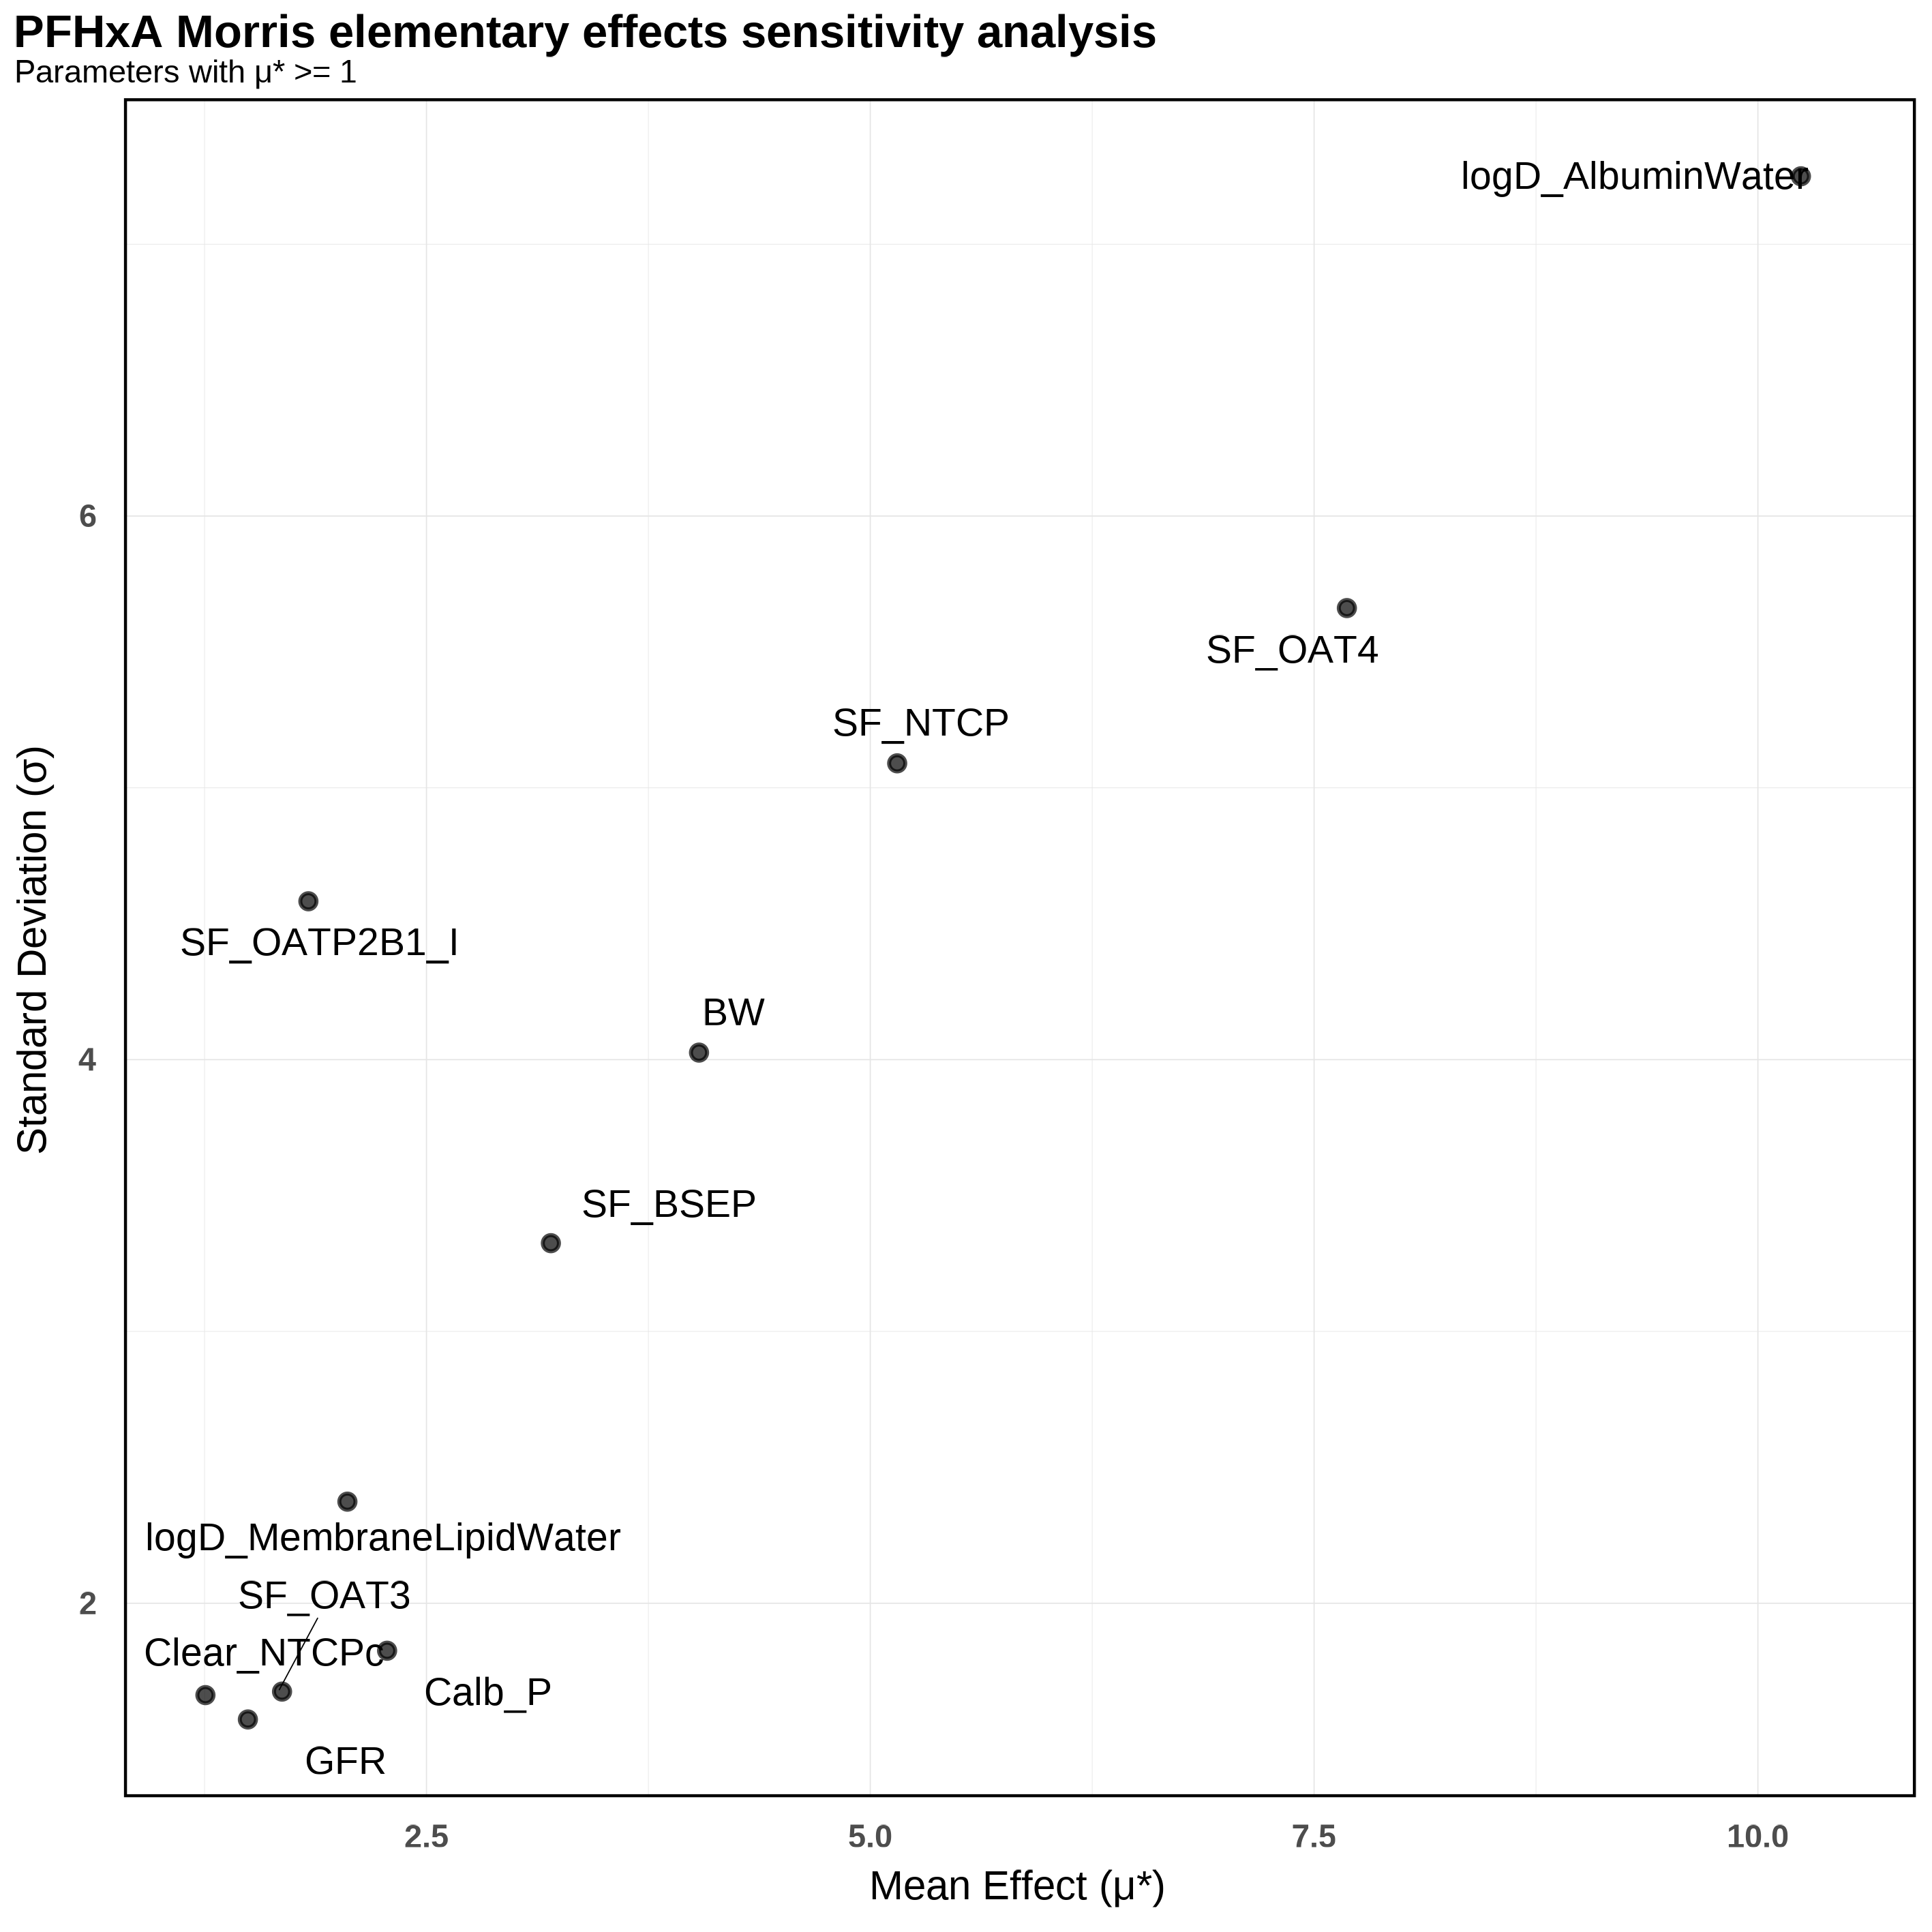 PFHxA Morris elementary effects sensitivity analysis
Parameters with μ* >= 1
logD_AlbuminWater
6
SF_OAT4
SF_NTCP
Standard Deviation (σ)
SF_OATP2B1_I
BW
4
SF_BSEP
logD_MembraneLipidWater
SF_OAT3
2
Clear_NTCPc
Calb_P
GFR
2.5
5.0
7.5
10.0
Mean Effect (μ*)